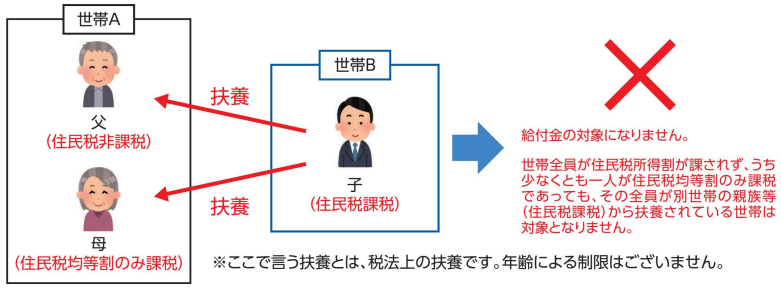 世帯A
父
(住民税非課税)
母
(住民税均等割のみ課税)
扶養
扶養
世帯B
子
(住民税課税)
給付金の対象になりません。
世帯全員が住民税所得割が課されず、うち
少なくとも一人が住民税均等割のみ課税
であっても、その全員が別世帯の親族等
(住民税課税)から扶養されている世帯は
対象となりません。
※ここで言う扶養とは、税法上の扶養です。年齢による制限はございません。